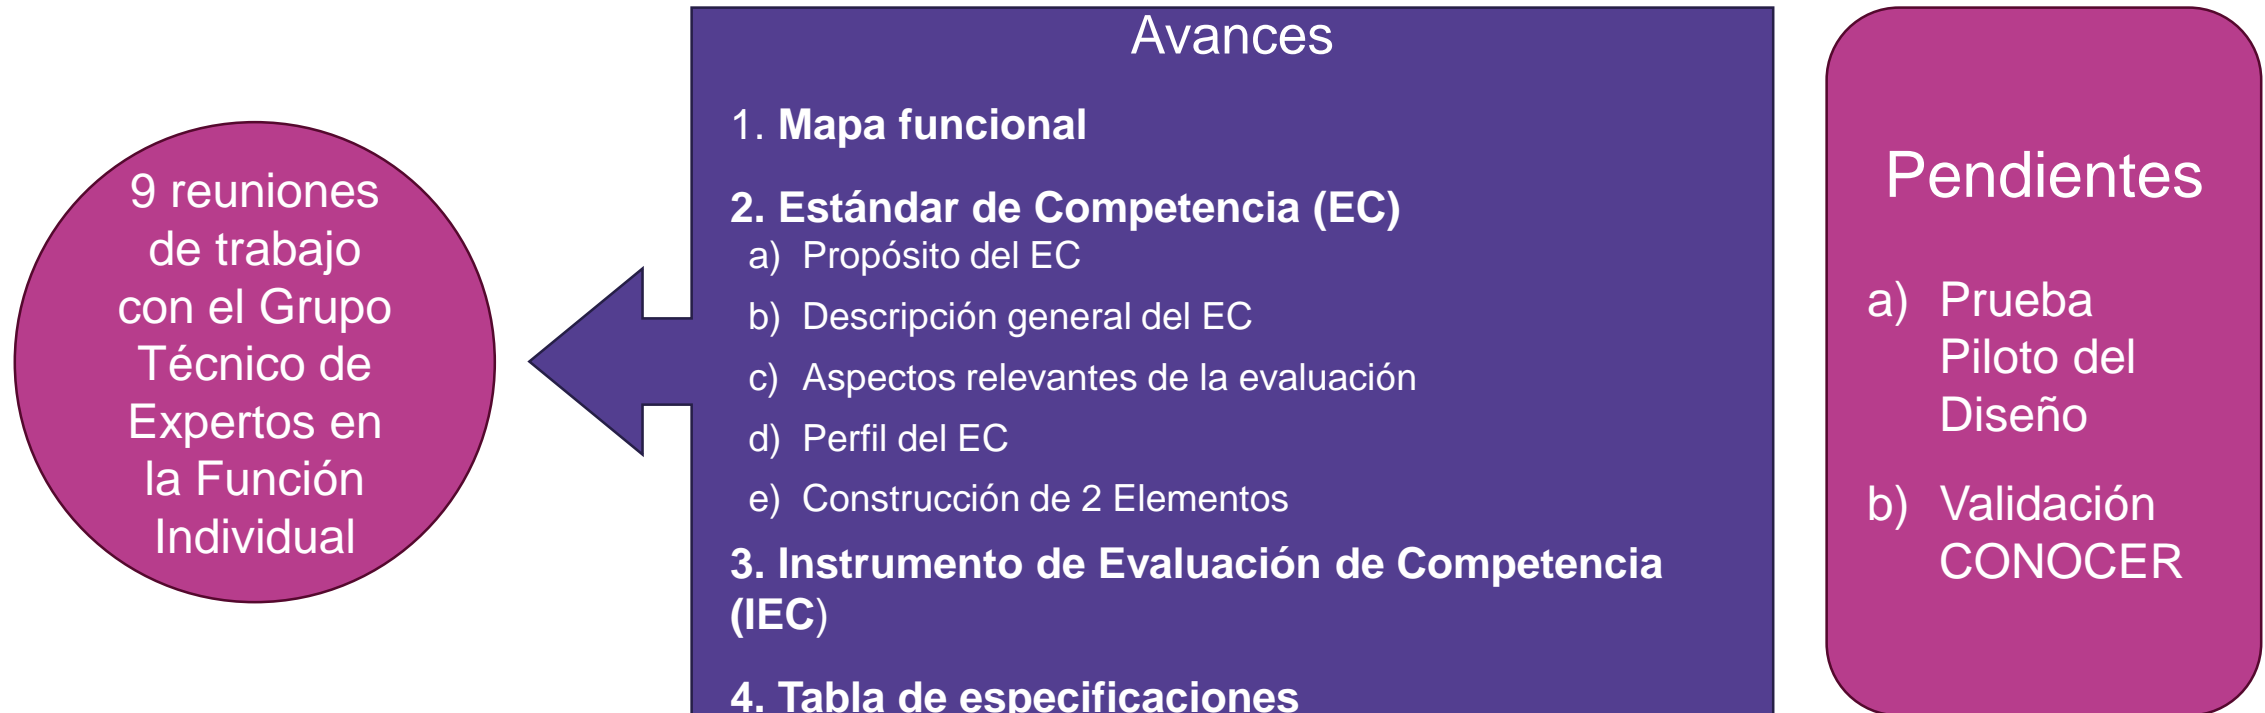 9 reuniones
de trabajo
con el Grupo
Técnico de
Expertos en
la Función
Individual
Avances
1. Mapa funcional
2. Estándar de Competencia (EC)
a) Propósito del EC
b) Descripción general del EC
c) Aspectos relevantes de la evaluación
d) Perfil del EC
e) Construcción de 2 Elementos
3. Instrumento de Evaluación de Competencia
(IEC)
4. Tabla de especificaciones
Pendientes
a) Prueba
Piloto del
Diseño
b) Validación
CONOCER